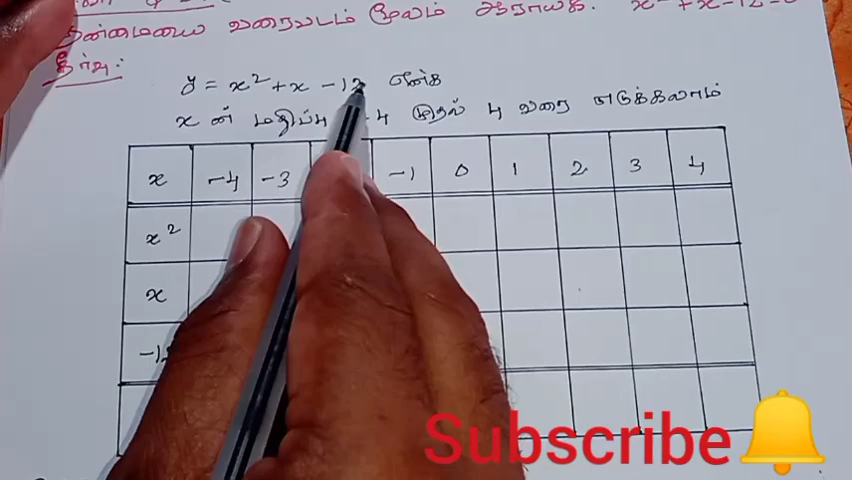 தன்மையை வரைபடம் மூலம் ஆராய்க. x² + x - 12 = 0
தீர்வு:
y = x² + x - 12 என்க
x ன் மதிப்பு -4 முதல் 4 வரை எடுக்கலாம்
x -4 -3 -1 0 1 2 3 4
x²
x
Subscribe